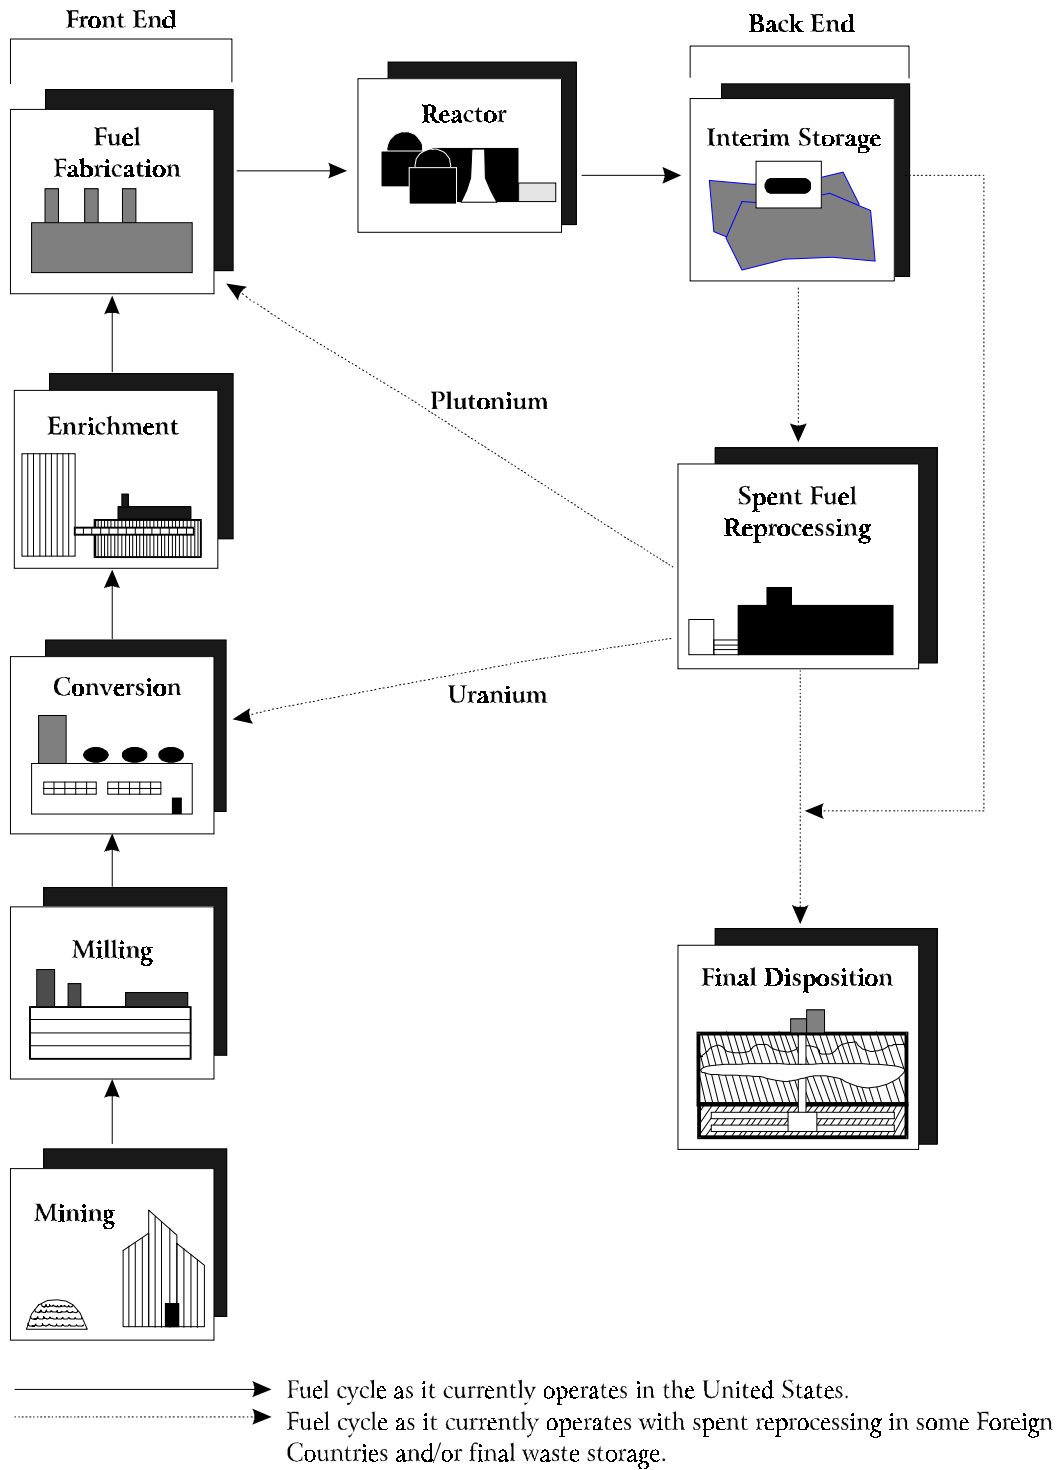 Front End
Back End
Fuel
Fabrication
Reactor
Interim Storage
Plutonium
Enrichment
Spent Fuel
Reprocessing
Conversion
Uranium
Milling
Final Disposition
Mining
Fuel cycle as it currently operates in the United States.
Fuel cycle as it currently operates with spent reprocessing in some Foreign
Countries and/or final waste storage.